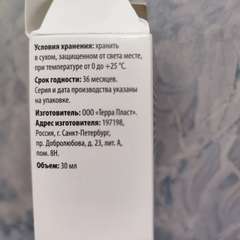 Условия хранения: хранить
в сухом, защищенном от света месте,
при температуре от 0 до +25 °С.
Срок годности: 36 месяцев.
Серия и дата производства указаны
на упаковке.
Изготовитель: ООО «Терра Пласт».
Адрес изготовителя: 197198,
Россия, г. Санкт-Петербург,
пр. Добролюбова, д. 23, лит. А,
пом. 8Н.
Объем: 30 мл